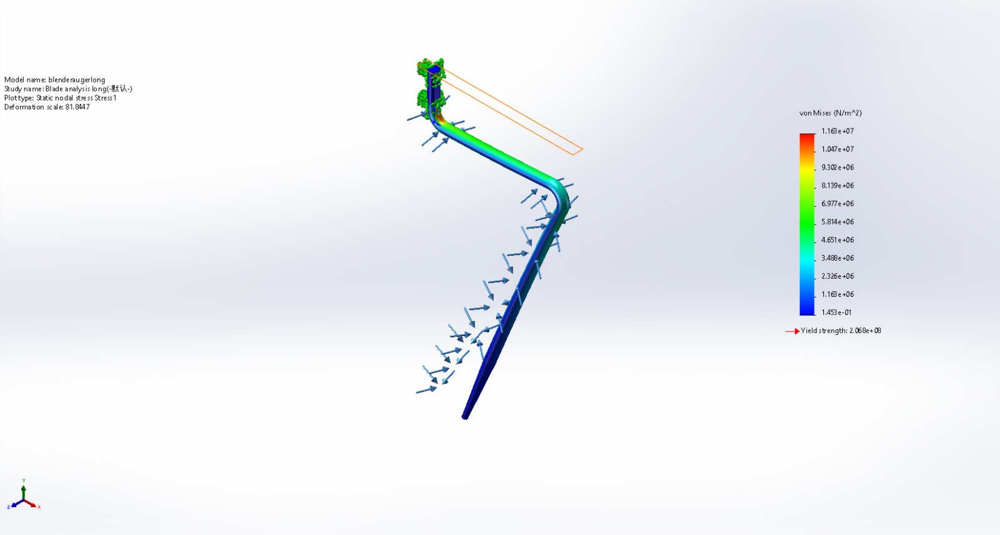 Model name: blenderaugerlong
Study name: Blade analysis long(-默认-)
Plot type: Static nodal stress Stress1
Deformation scale: 81.8447
von Mises (N/m^2)
1.163e+07
1.047e+07
9.302e+06
8.139e+06
6.977e+06
5.814e+06
4.651e+06
3.488e+06
2.326e+06
1.163e+06
1.453e-01
Yield strength: 2.068e+08
Y
Z
X